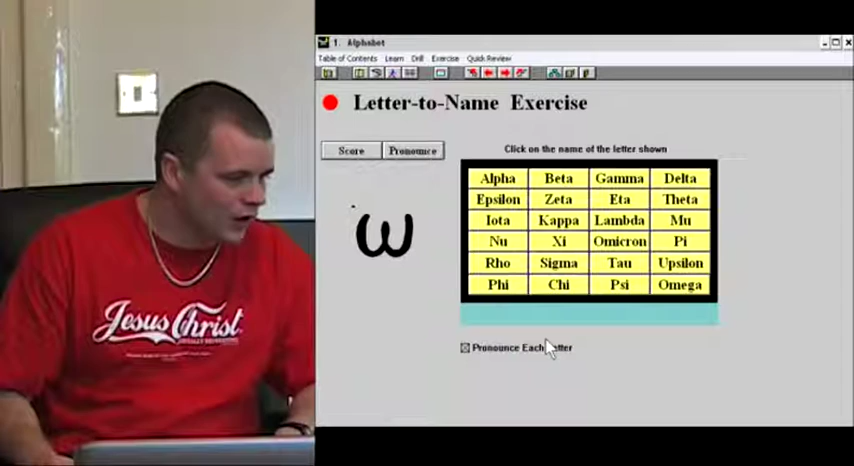 1. Alphabet
Table of Contents Learn Drill Exercise Quick Review
Letter-to-Name Exercise
Score Pronounce
Click on the name of the letter shown
ω
Alpha Beta Gamma Delta
Epsilon Zeta Eta Theta
Iota Kappa Lambda Mu
Nu Xi Omicron Pi
Rho Sigma Tau Upsilon
Phi Chi Psi Omega
Pronounce Each Letter
Jesus Christ